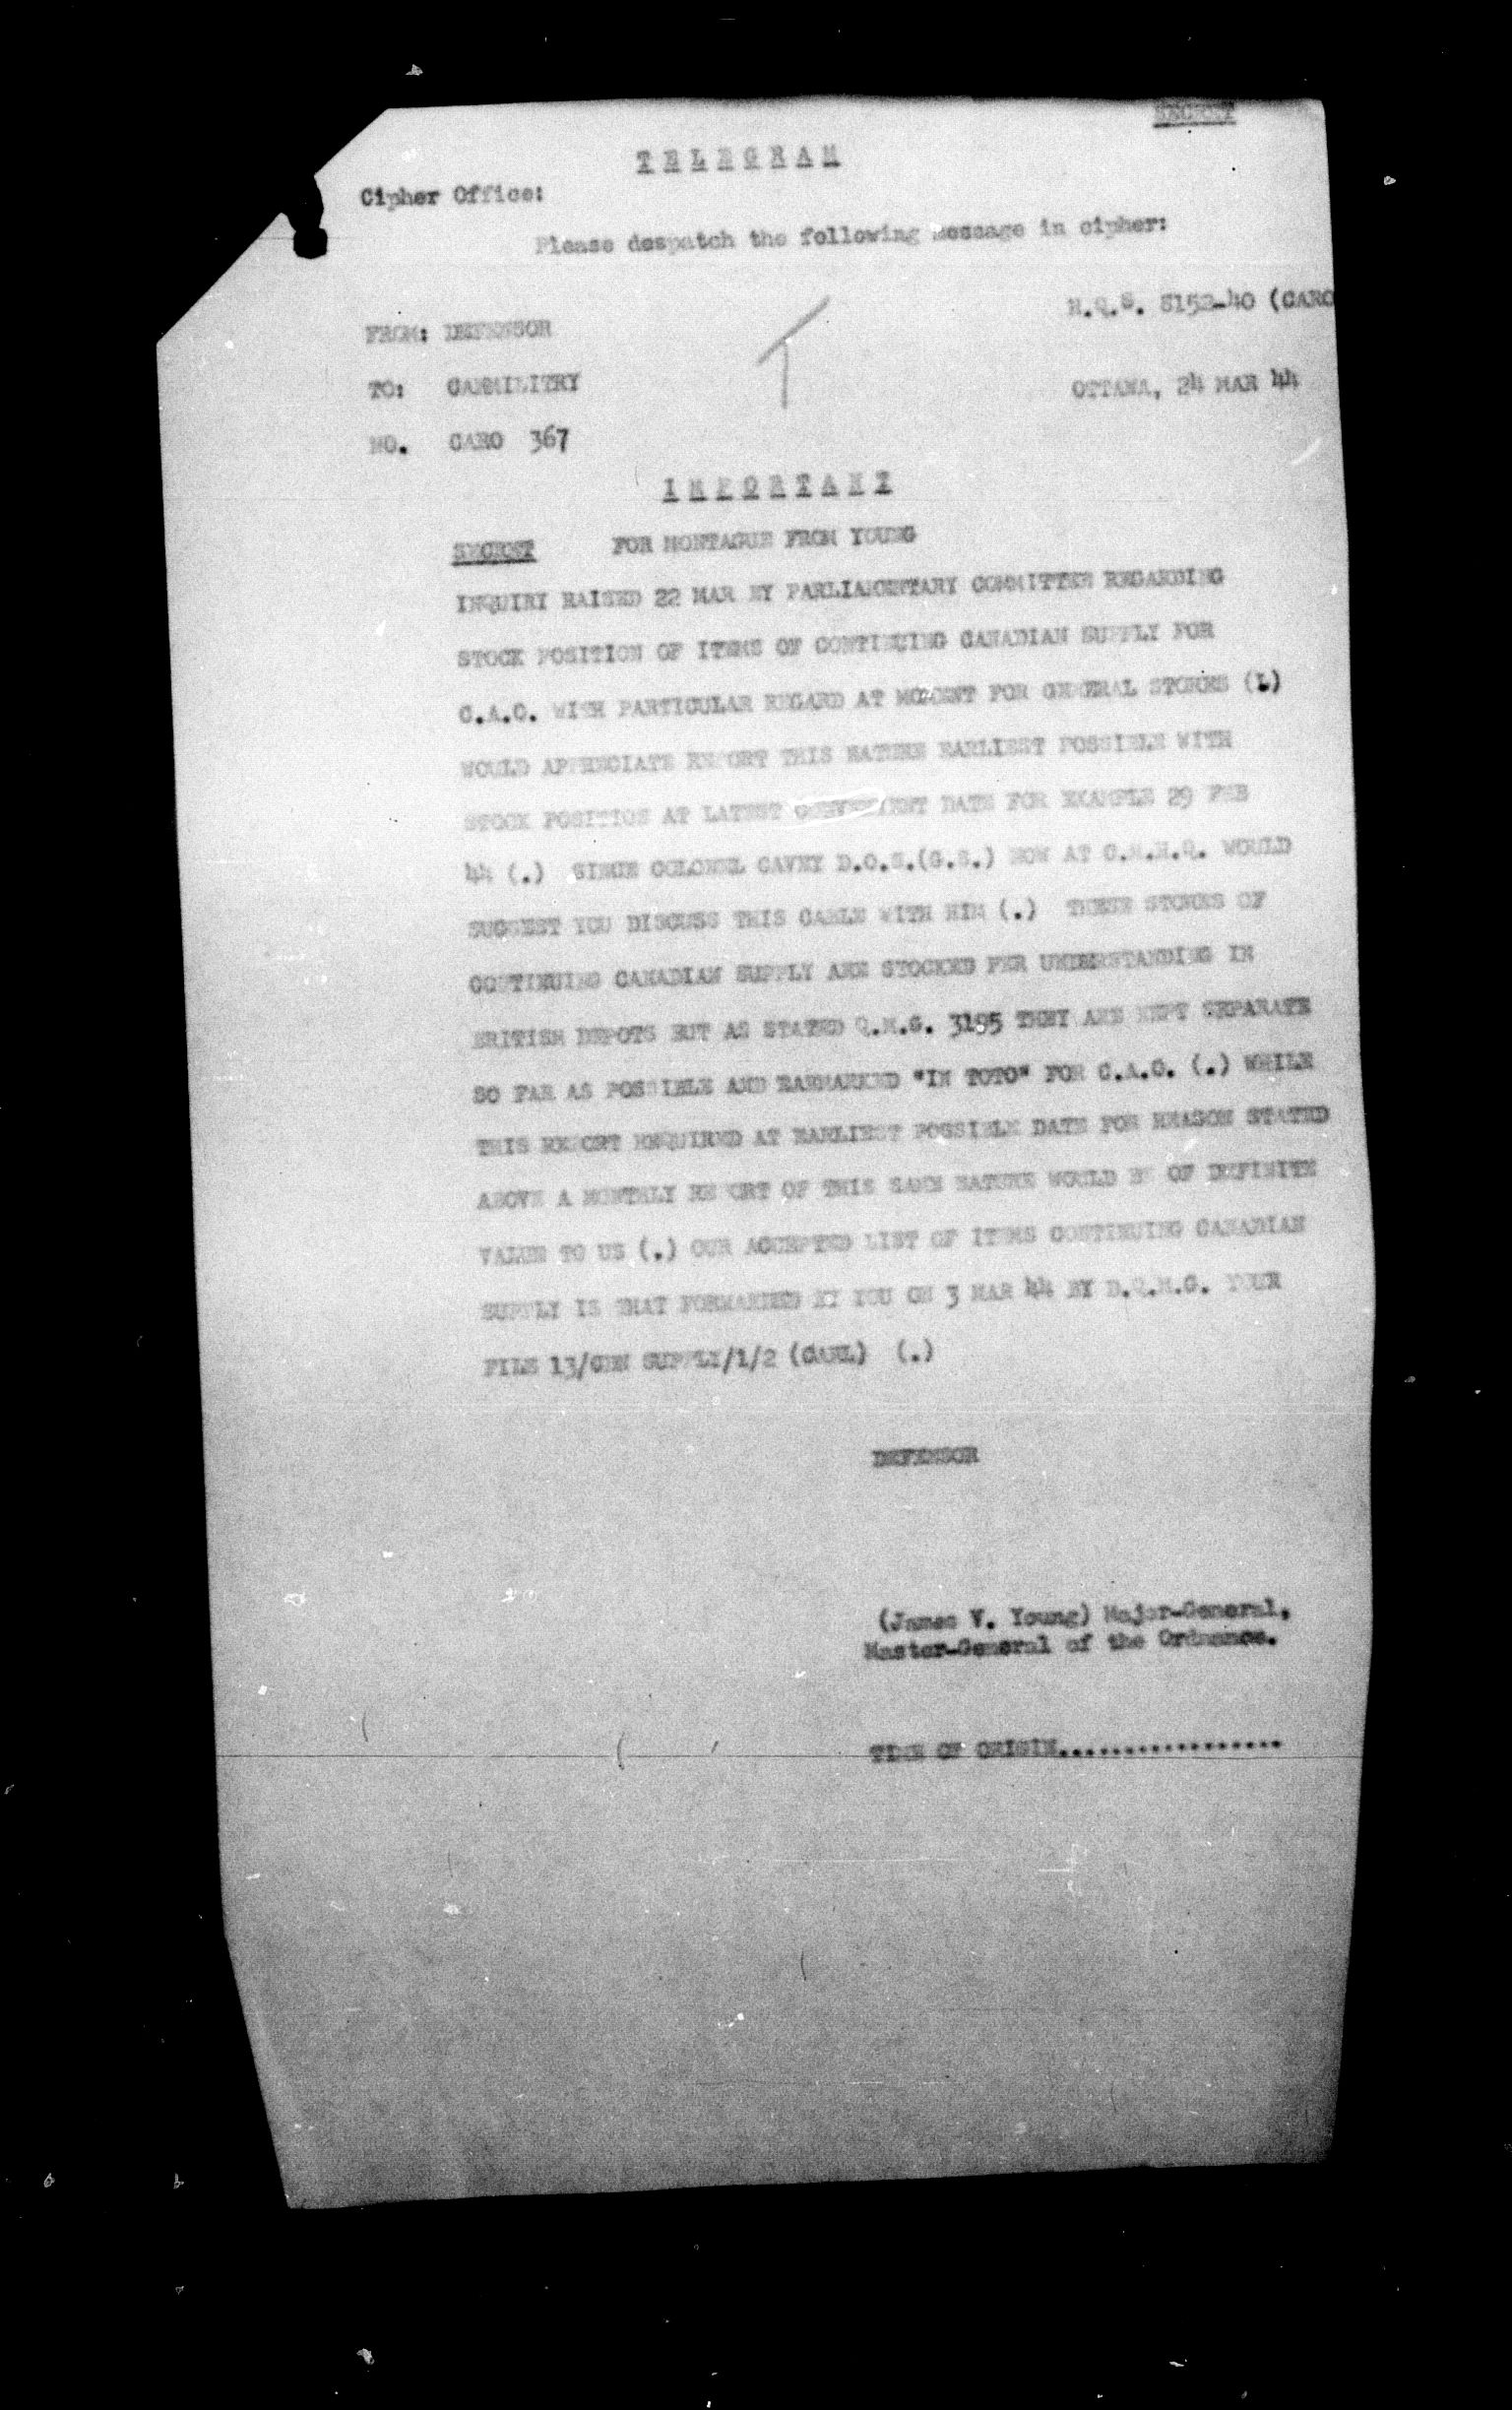 SECRET
TELEGRAM
Cipher Office:
Please despatch the following message in cipher:
H.Q.S. 8152-40 (CARO
FROM: DEFENSOR
TO: CANMILITRY
OTTAWA, 24 MAR 44
NO. CARO 367
IMPORTANT
SECRET FOR MONTAGUE FROM YOUNG
INQUIRY RAISED 22 MAR BY PARLIAMENTARY COMMITTEE REGARDING
STOCK POSITION OF ITEMS OF CONTINUING CANADIAN SUPPLY FOR
C.A.O. WITH PARTICULAR REGARD AT MOMENT FOR GENERAL STORES (.)
WOULD APPRECIATE REPORT THIS NATURE EARLIEST POSSIBLE WITH
STOCK POSITION AT LATEST CONVENIENT DATE FOR EXAMPLE 29 FEB
44 (.) SINCE COLONEL CAVEY D.O.S.(G.S.) NOW AT C.M.H.Q. WOULD
SUGGEST YOU DISCUSS THIS CABLE WITH HIM (.) THESE STORES OF
CONTINUING CANADIAN SUPPLY ARE STOCKED PER UNDERSTANDING IN
BRITISH DEPOTS BUT AS STATED Q.M.G. 3195 THEY ARE KEPT SEPARATE
SO FAR AS POSSIBLE AND EARMARKED "IN TOTO" FOR C.A.O. (.) WHILE
THIS REPORT REQUIRED AT EARLIEST POSSIBLE DATE FOR REASON STATED
ABOVE A MONTHLY REPORT OF THIS SAME NATURE WOULD BE OF DEFINITE
VALUE TO US (.) OUR ACCEPTED LIST OF ITEMS CONTINUING CANADIAN
SUPPLY IS THAT FORWARDED BY YOU ON 3 MAR 44 BY D.Q.M.G. YOUR
FILE 13/GEN SUPPLY/1/2 (CARL) (.)
DEFENSOR
(James V. Young) Major-General,
Master-General of the Ordnance.
TIME OF ORIGIN..................